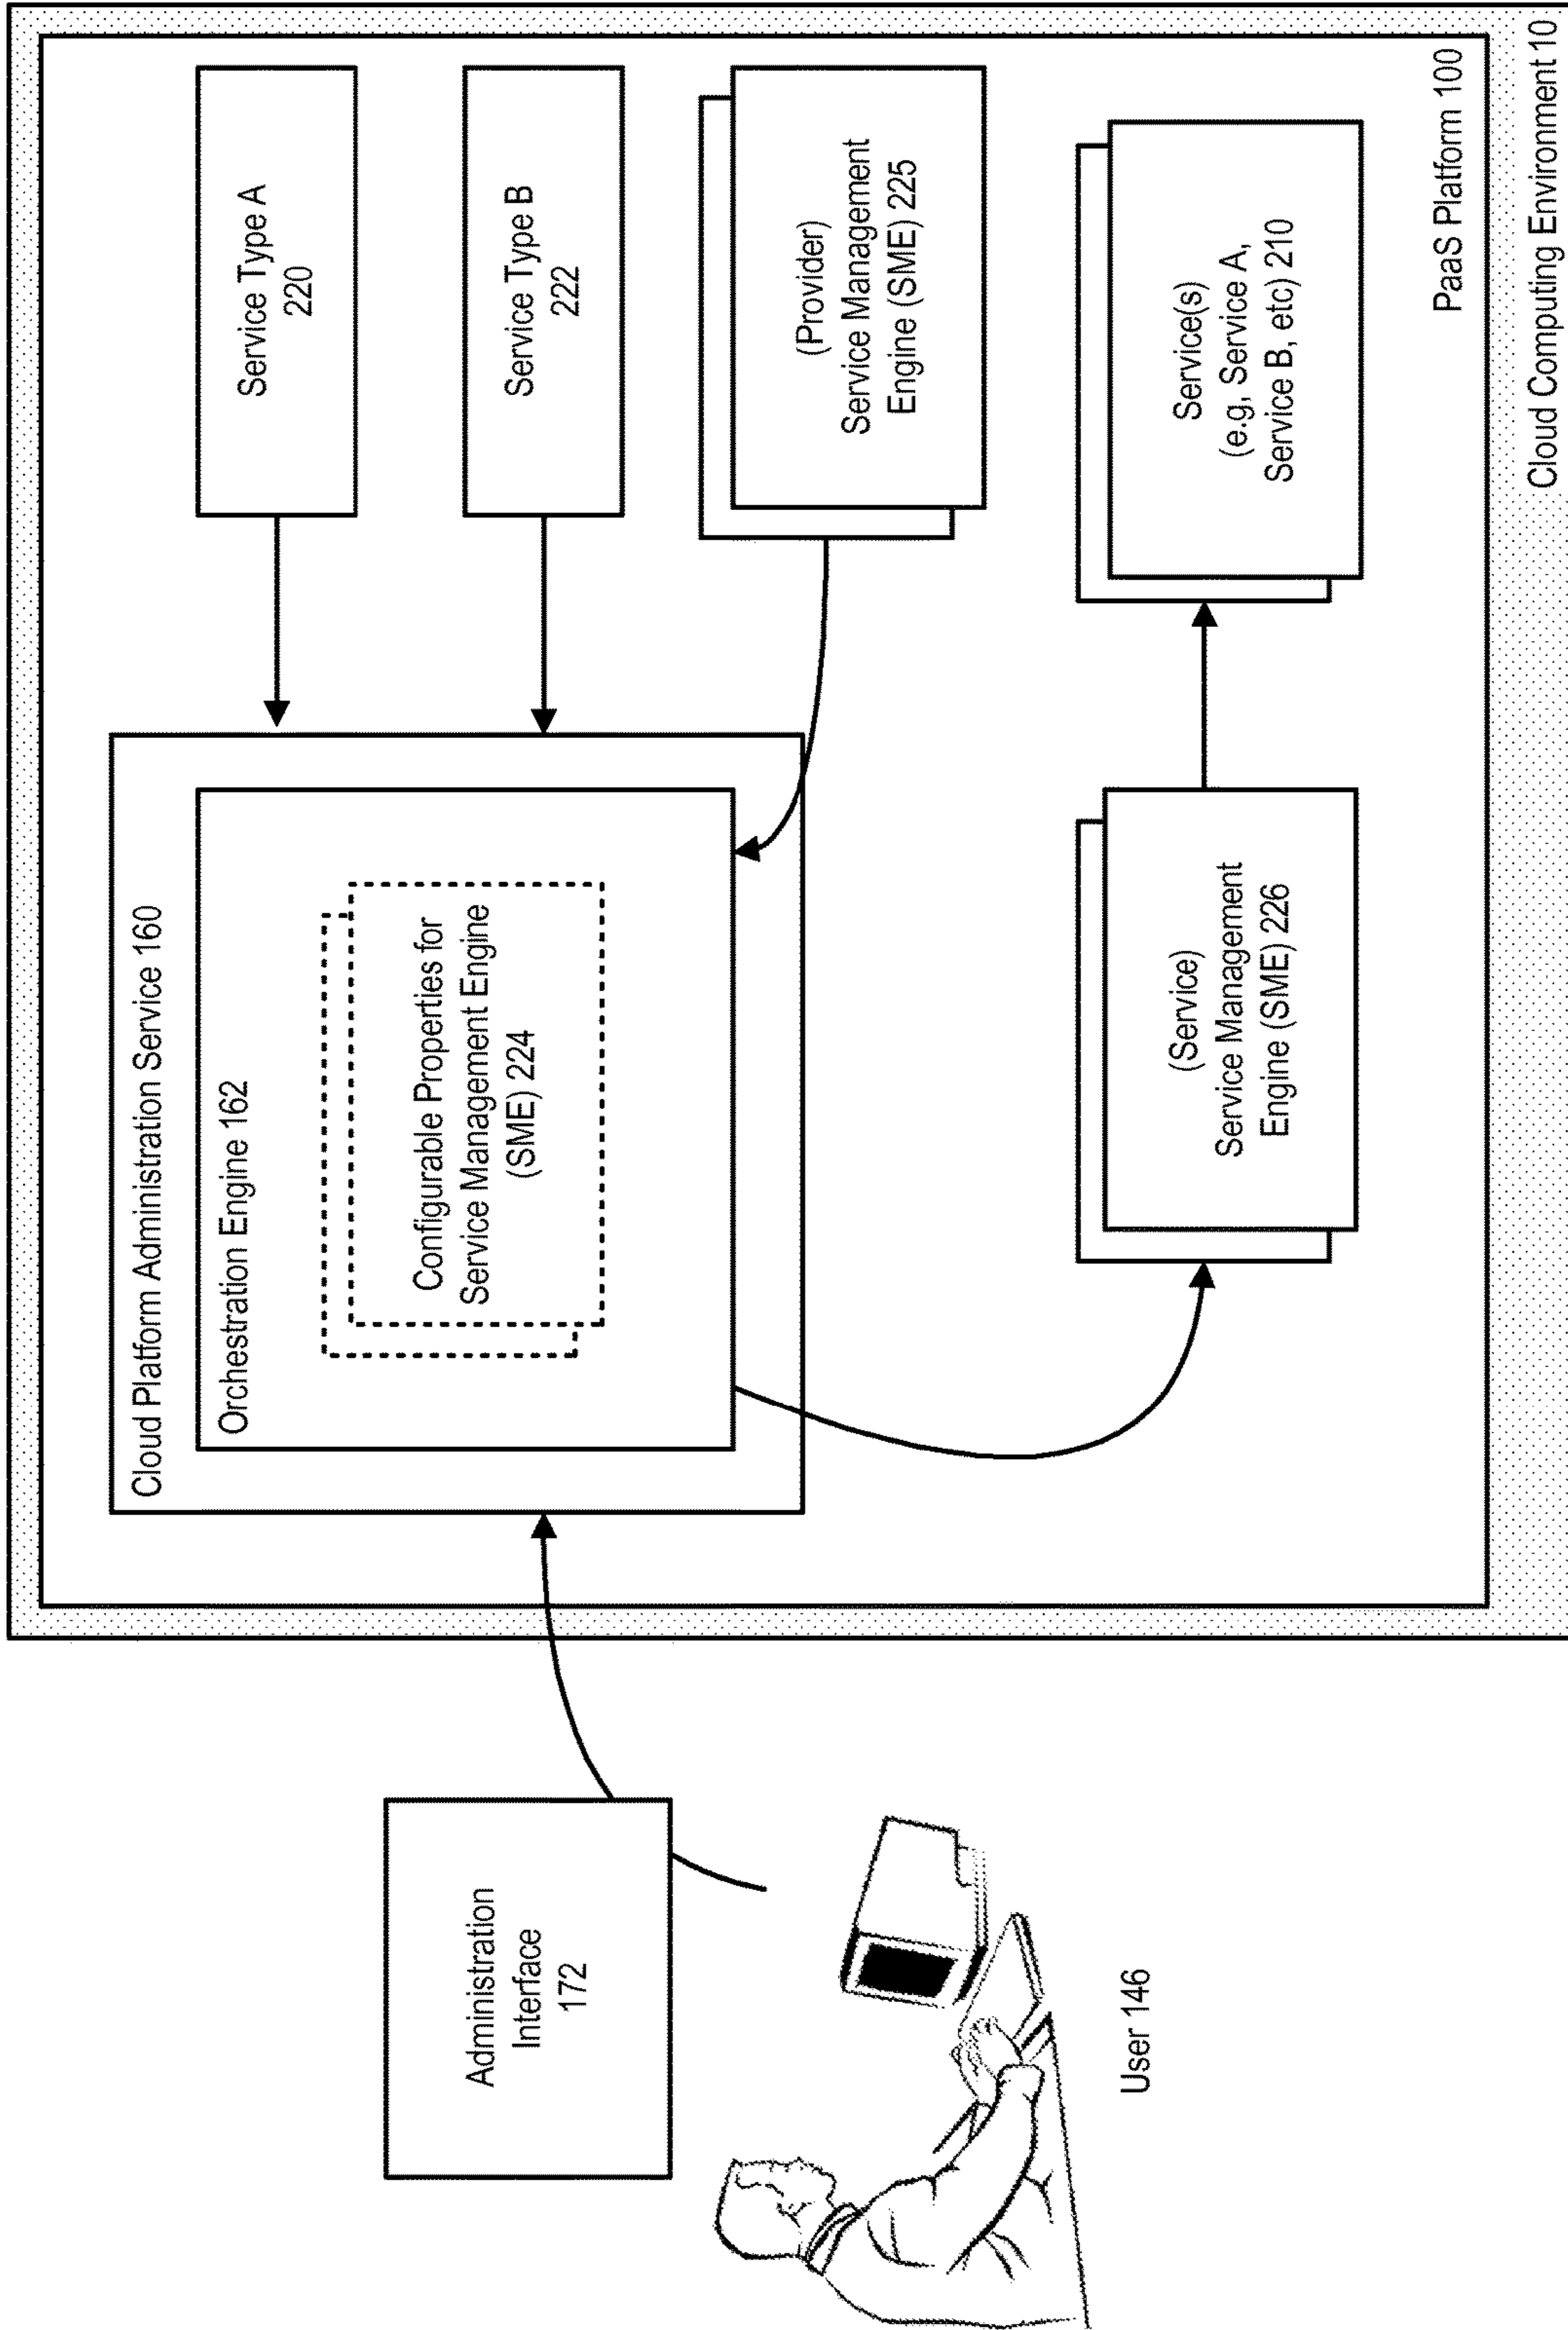 Cloud Platform Administration Service 160
Orchestration Engine 162
Configurable Properties for
Service Management Engine
(SME) 224
Service Type A
220
Service Type B
222
(Provider)
Service Management
Engine (SME) 225
Administration
Interface
172
User 146
(Service)
Service Management
Engine (SME) 226
Service(s)
(e.g, Service A,
Service B, etc) 210
PaaS Platform 100
Cloud Computing Environment 10